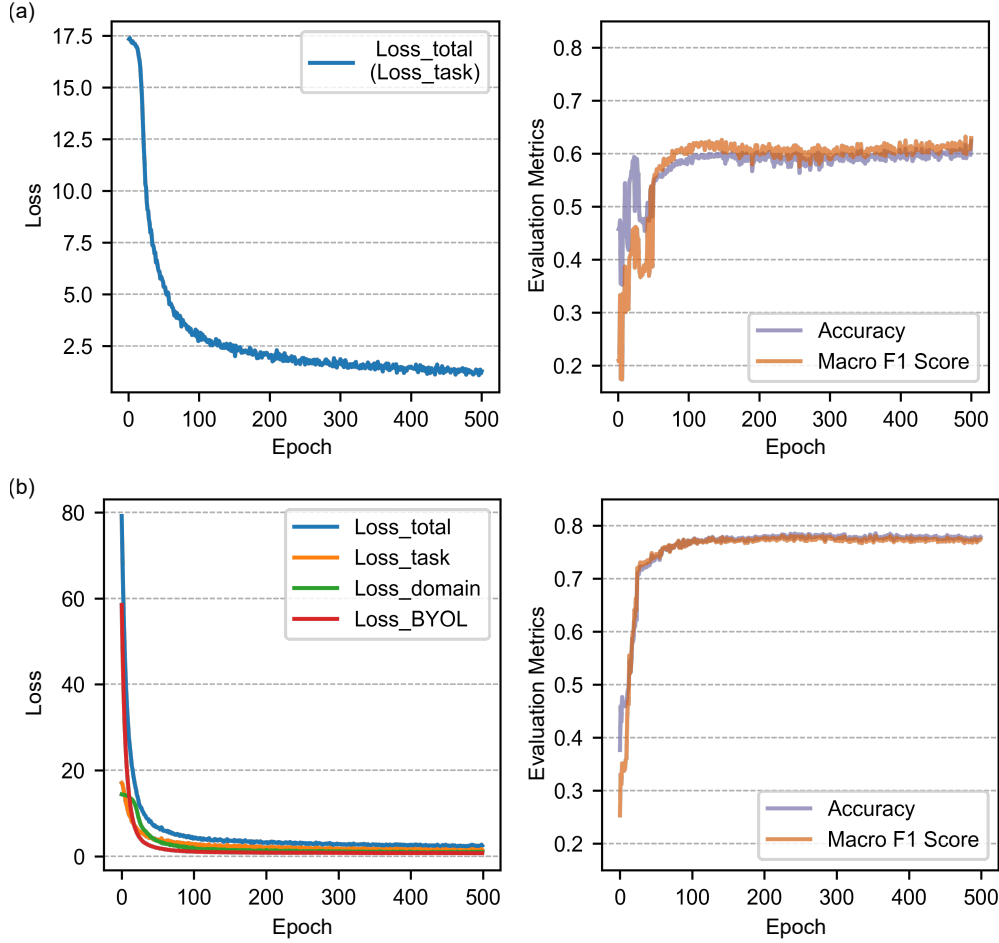 (a)
17.5
15.0
12.5
10.0
7.5
5.0
2.5
Loss
0 100 200 300 400 500
Epoch
Loss_total
(Loss_task)
0.8
0.7
0.6
0.5
0.4
0.3
0.2
Evaluation Metrics
0 100 200 300 400 500
Epoch
Accuracy
Macro F1 Score
(b)
80
60
40
20
0
Loss
0 100 200 300 400 500
Epoch
Loss_total
Loss_task
Loss_domain
Loss_BYOL
0.8
0.7
0.6
0.5
0.4
0.3
0.2
Evaluation Metrics
0 100 200 300 400 500
Epoch
Accuracy
Macro F1 Score